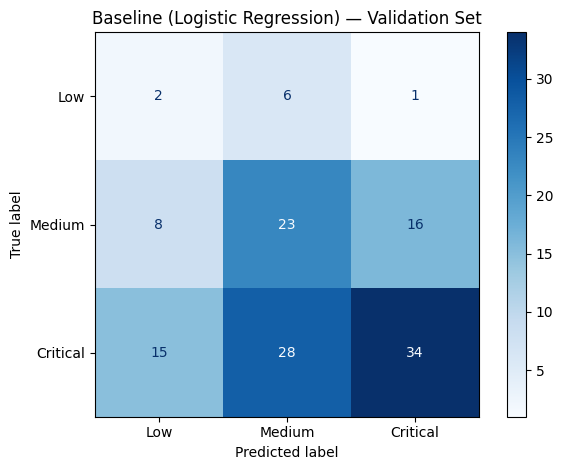 Baseline (Logistic Regression) — Validation Set
True label
Low 2 6 1
Medium 8 23 16
Critical 15 28 34
Low Medium Critical
Predicted label
30
25
20
15
10
5